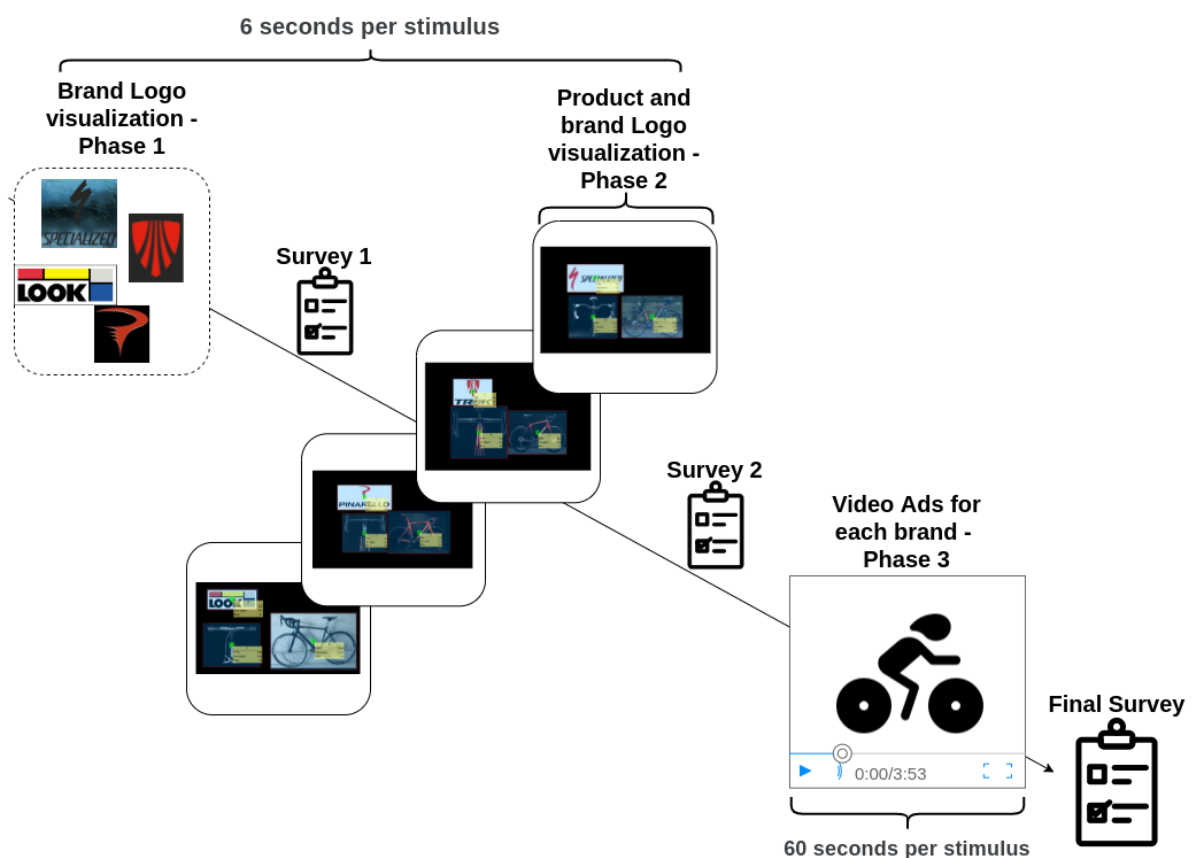 6 seconds per stimulus
Brand Logo
visualization -
Phase 1
Product and
brand Logo
visualization -
Phase 2
SPECIALIZED
LOOK
Survey 1
SPECIALIZED
TREK
PINARELLO
LOOK
Survey 2
Video Ads for
each brand -
Phase 3
0:00/3:53
Final Survey
60 seconds per stimulus